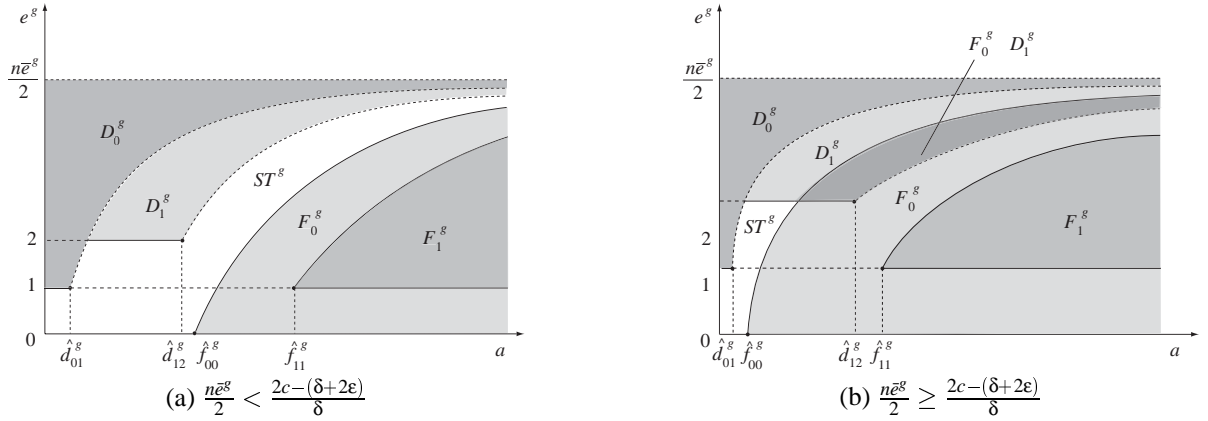 e^g
nē^g/2
D_0^g
D_1^g
ST^g
F_0^g
F_1^g
2
1
0
d̂_01^g
d̂_12^g
f̂_00^g
f̂_11^g
a
(a) nē^g/2 < 2c−(δ+2ε)/δ
e^g
F_0^g D_1^g
nē^g/2
D_0^g
D_1^g
ST^g
F_0^g
F_1^g
2
1
0
d̂_01^g
f̂_00^g
d̂_12^g
f̂_11^g
a
(b) nē^g/2 ≥ 2c−(δ+2ε)/δ